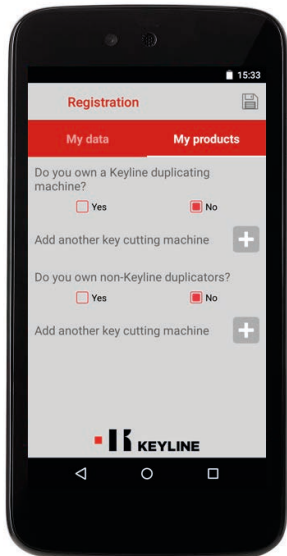 15:33
Registration
My data My products
Do you own a Keyline duplicating
machine?
Yes No
Add another key cutting machine
Do you own non-Keyline duplicators?
Yes No
Add another key cutting machine
KEYLINE